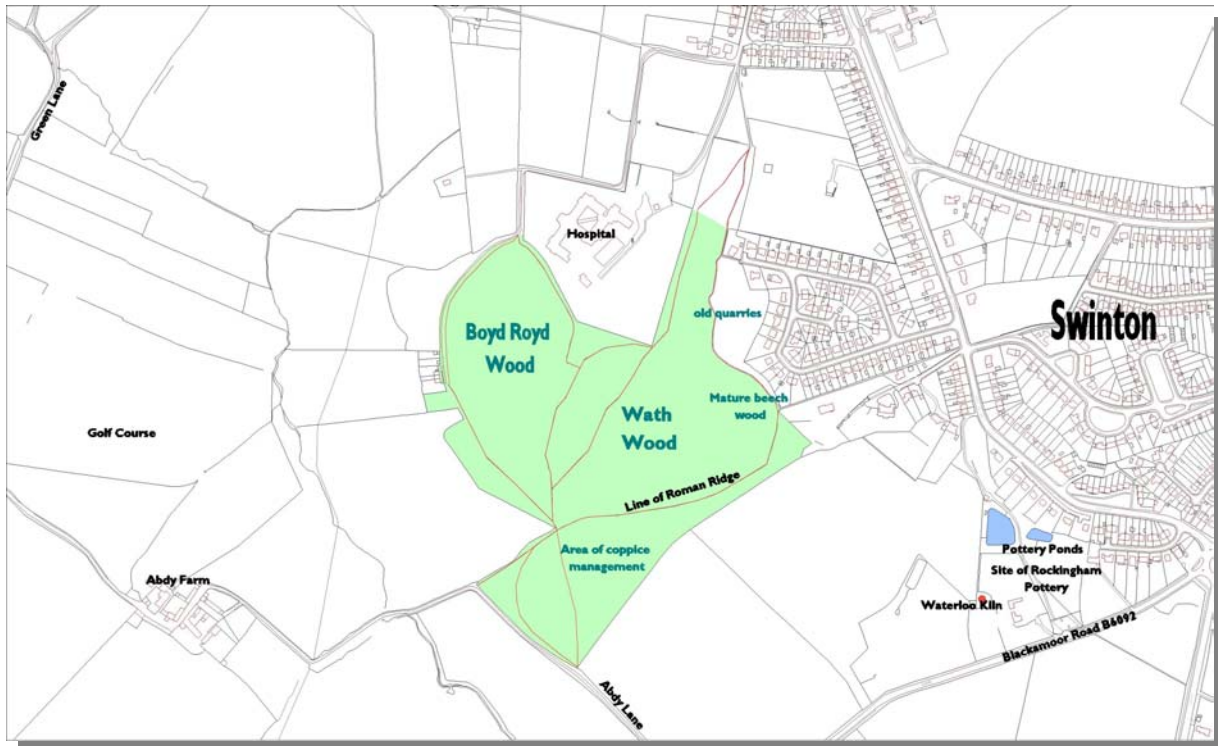 Green Lane
Hospital
Boyd Royd
Wood
old quarries
Swinton
Wath
Wood
Mature beech
wood
Golf Course
Line of Roman Ridge
Area of coppice
management
Abdy Farm
Pottery Ponds
Site of Rockingham
Pottery
Waterloo Kiln
Blackamoor Road B6092
Abdy Lane